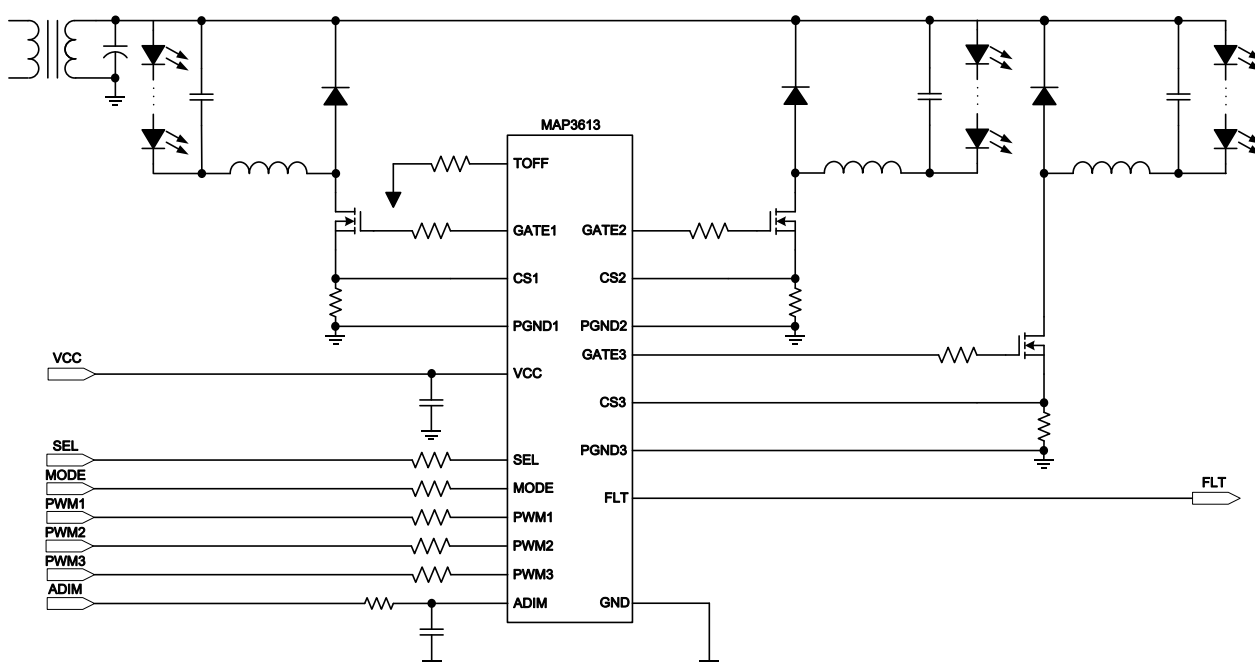 MAP3613
TOFF
GATE1
GATE2
CS1
CS2
PGND1
PGND2
GATE3
VCC
VCC
CS3
SEL
SEL
PGND3
MODE
MODE
FLT
FLT
PWM1
PWM1
PWM2
PWM2
PWM3
PWM3
ADIM
ADIM
GND